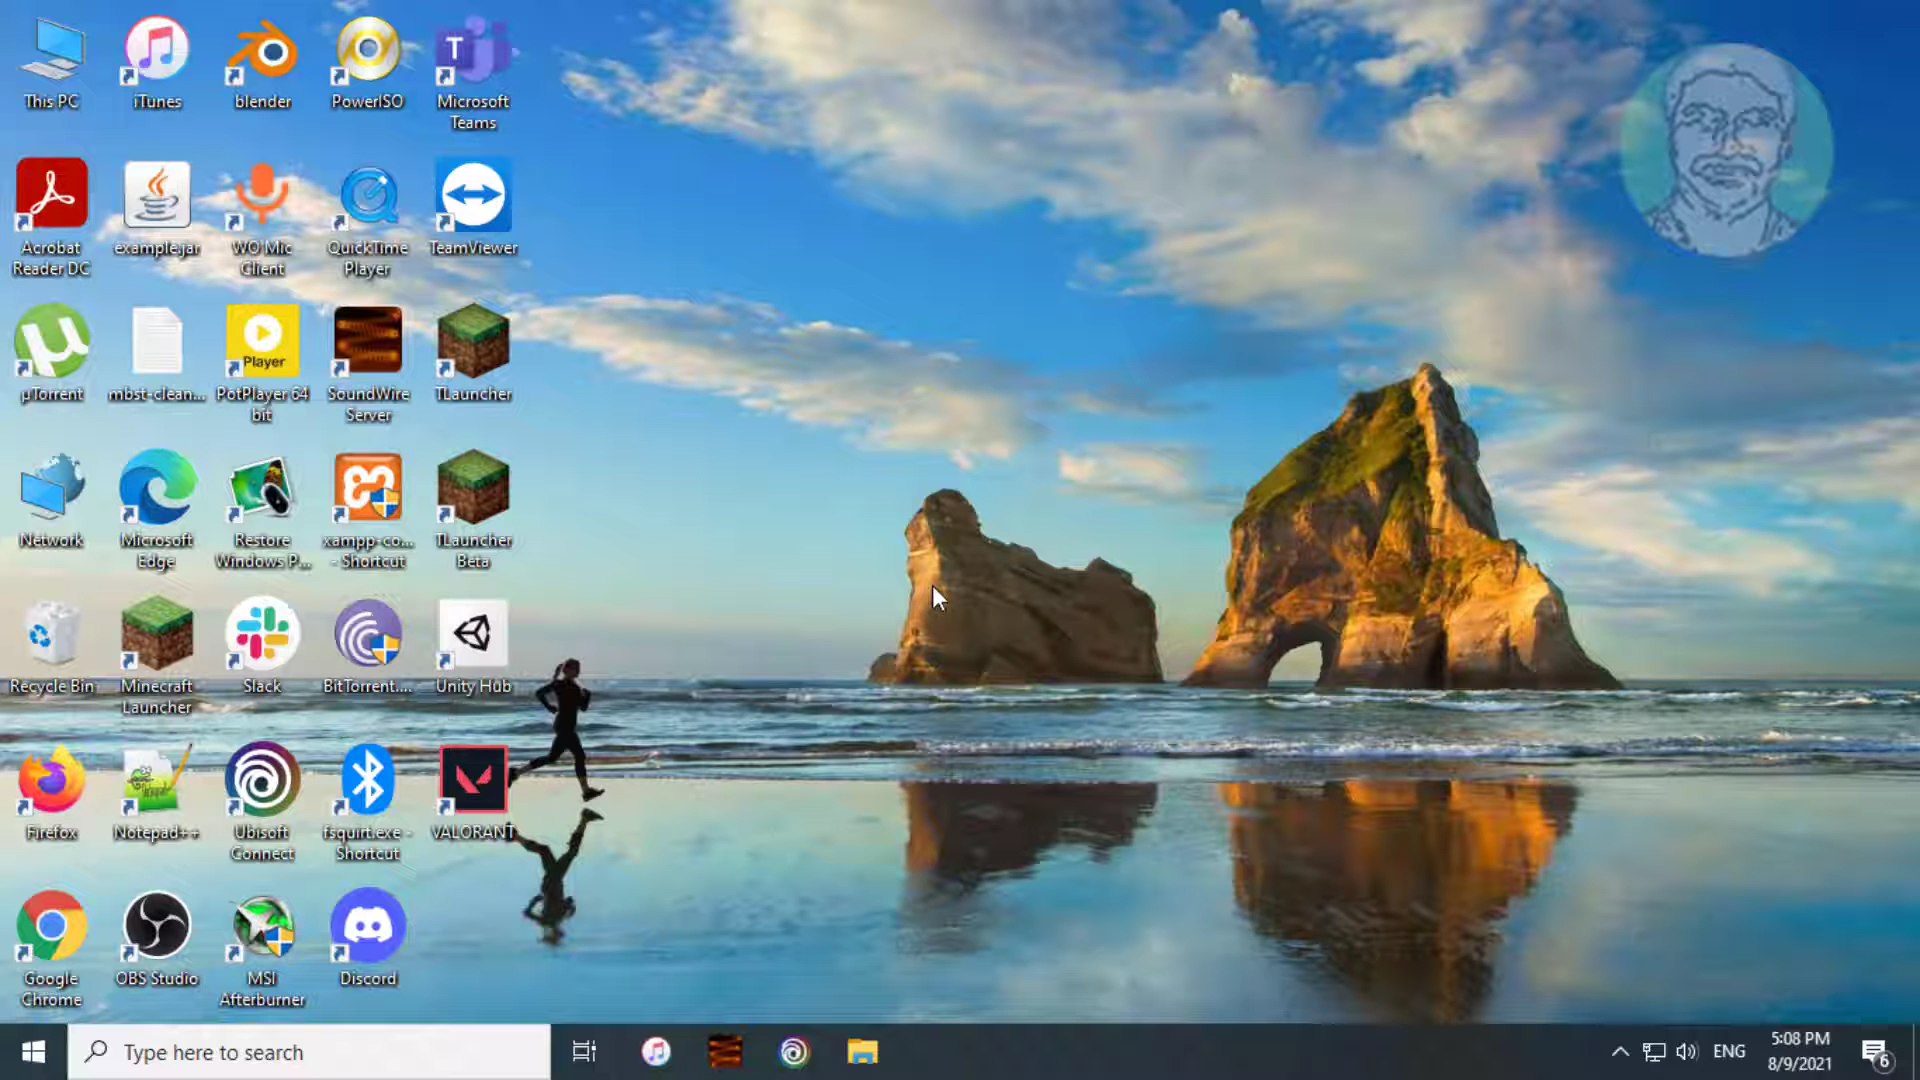 This PC
iTunes
blender
PowerISO
Microsoft
Teams
Acrobat
Reader DC
example.jar
WO Mic
Client
QuickTime
Player
TeamViewer
µTorrent
mbst-clean...
Player
PotPlayer 64
bit
SoundWire
Server
TLauncher
Network
Microsoft
Edge
Restore
Windows P...
xampp-co...
- Shortcut
TLauncher
Beta
Recycle Bin
Minecraft
Launcher
Slack
BitTorrent....
Unity Hub
Firefox
Notepad++
Ubisoft
Connect
fsquirt.exe -
Shortcut
VALORANT
Google
Chrome
OBS Studio
MSI
Afterburner
Discord
Type here to search
ENG
5:08 PM
8/9/2021
6